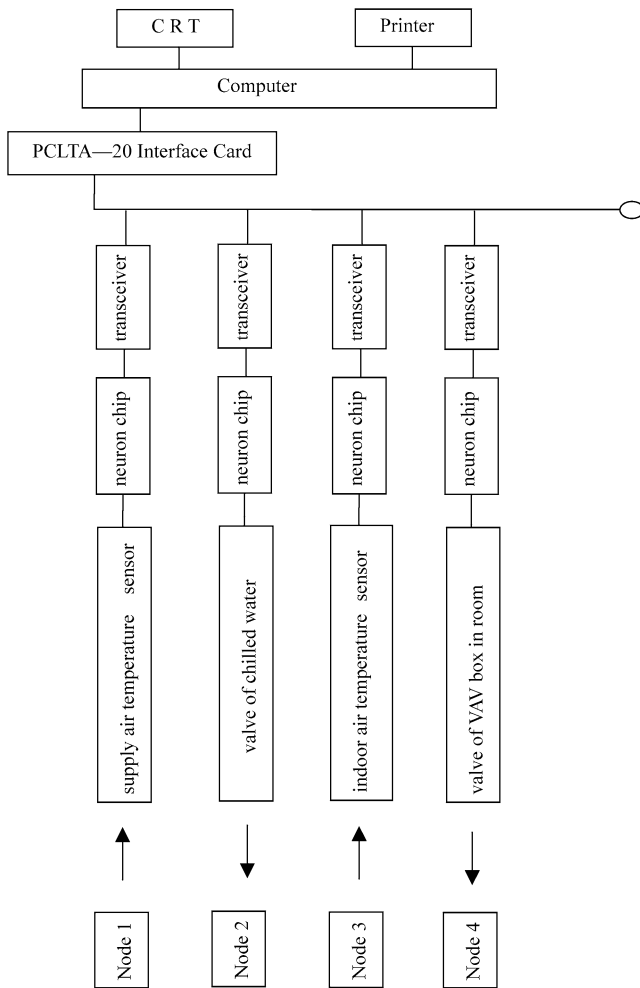 C R T
Printer
Computer
PCLTA—20 Interface Card
transceiver
transceiver
transceiver
transceiver
neuron chip
neuron chip
neuron chip
neuron chip
supply air temperature sensor
valve of chilled water
indoor air temperature sensor
valve of VAV box in room
Node 1
Node 2
Node 3
Node 4